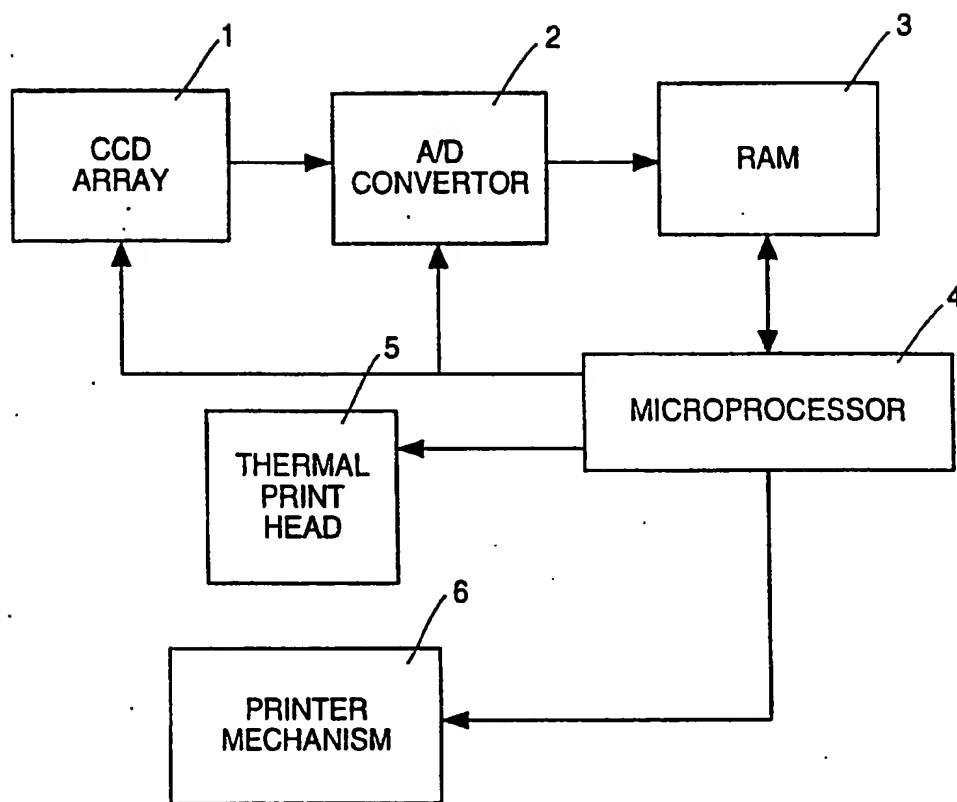 1
CCD
ARRAY
2
A/D
CONVERTOR
3
RAM
4
MICROPROCESSOR
5
THERMAL
PRINT
HEAD
6
PRINTER
MECHANISM